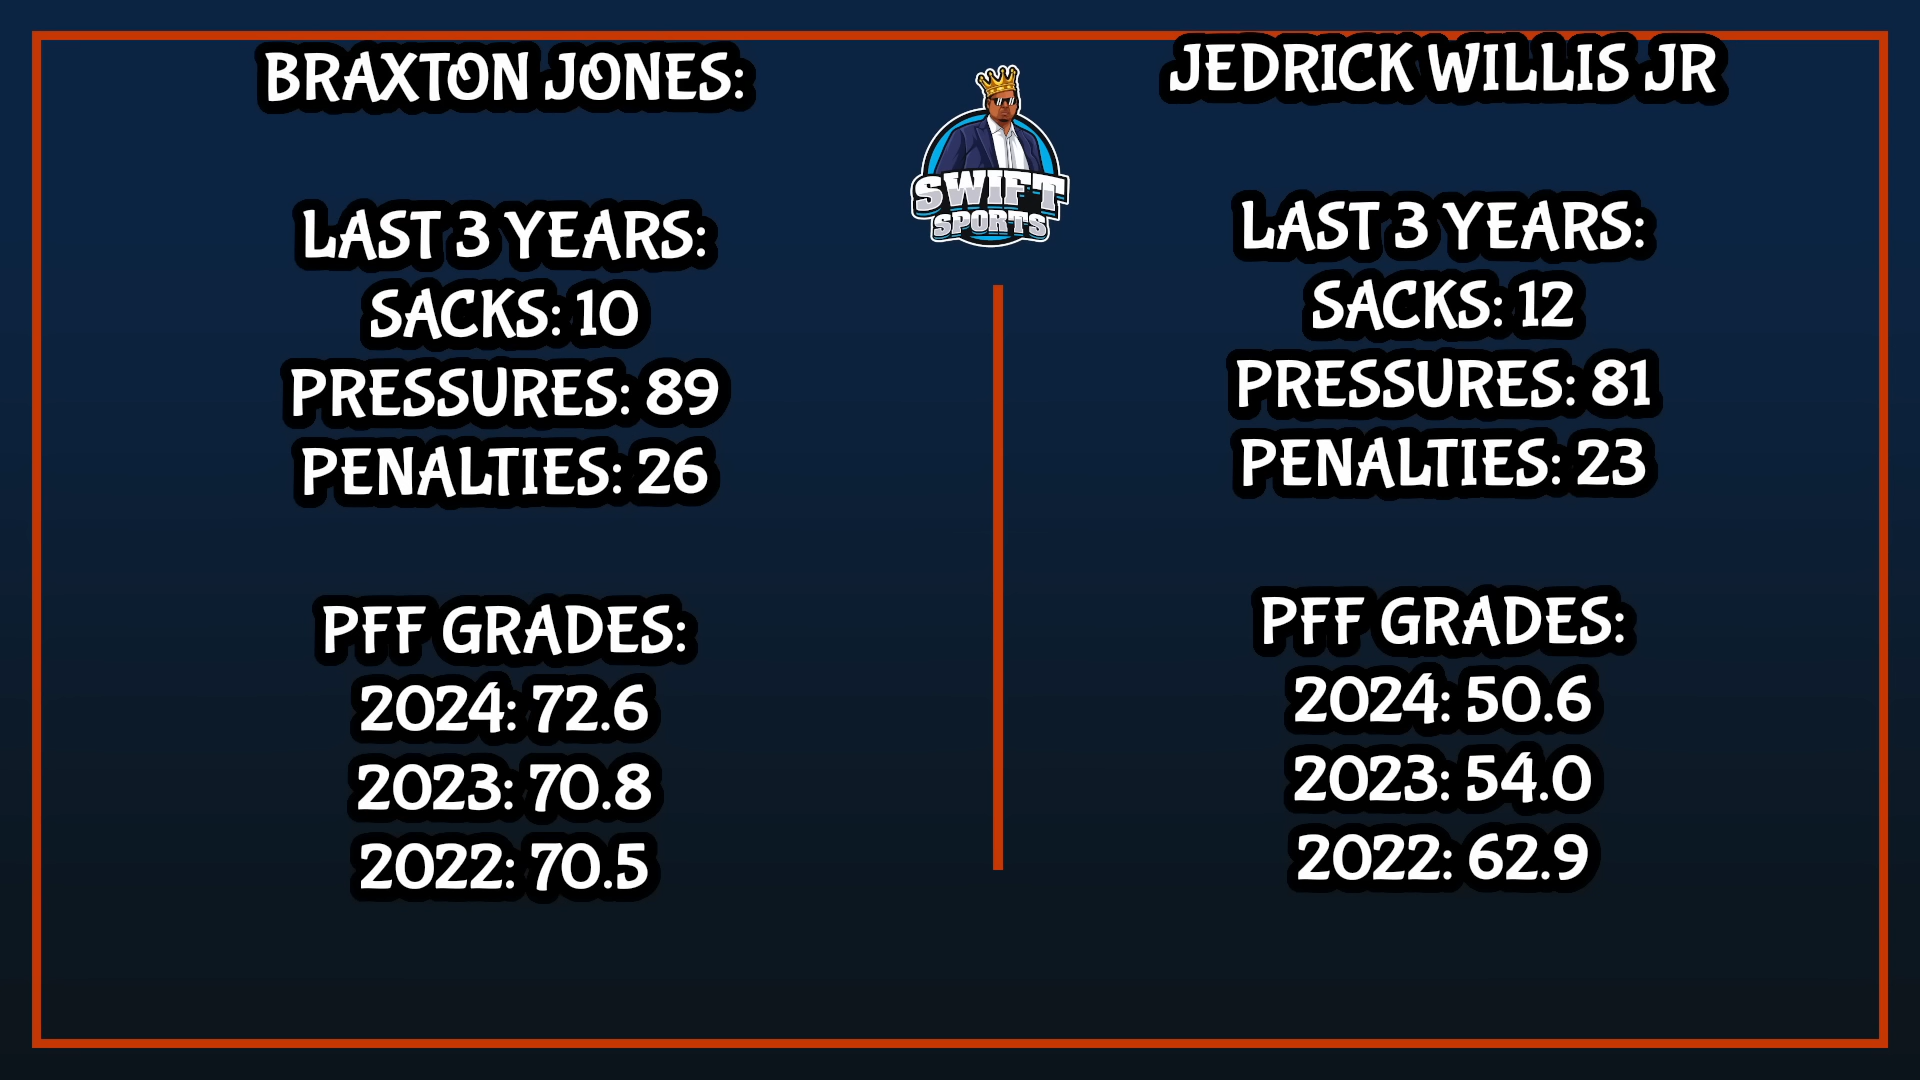 BRAXTON JONES:
LAST 3 YEARS:
SACKS: 10
PRESSURES: 89
PENALTIES: 26
PFF GRADES:
2024: 72.6
2023: 70.8
2022: 70.5
SWIFT
SPORTS
JEDRICK WILLIS JR
LAST 3 YEARS:
SACKS: 12
PRESSURES: 81
PENALTIES: 23
PFF GRADES:
2024: 50.6
2023: 54.0
2022: 62.9